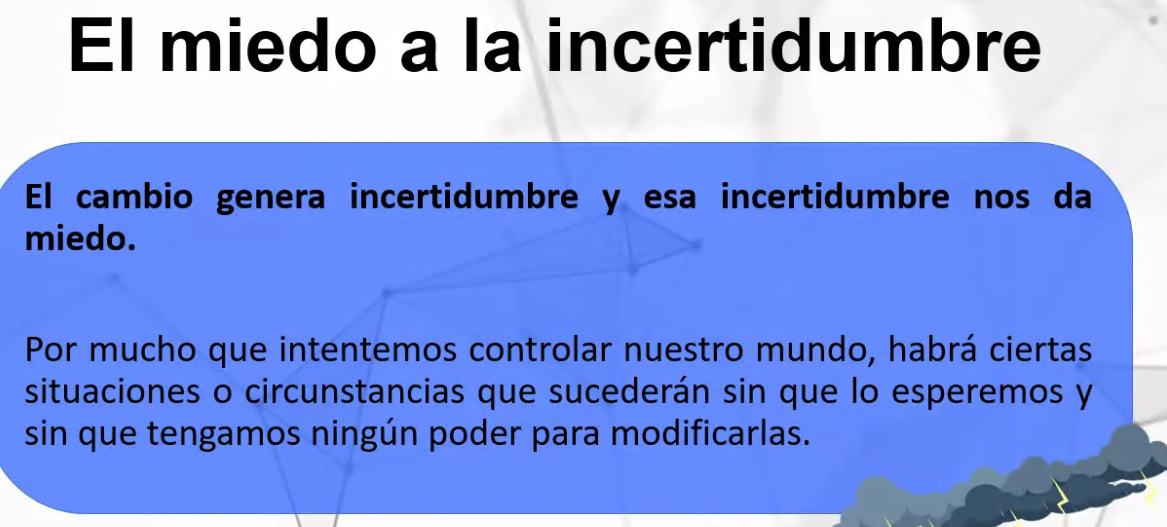 El miedo a la incertidumbre
El cambio genera incertidumbre y esa incertidumbre nos da
miedo.
Por mucho que intentemos controlar nuestro mundo, habrá ciertas
situaciones o circunstancias que sucederán sin que lo esperemos y
sin que tengamos ningún poder para modificarlas.